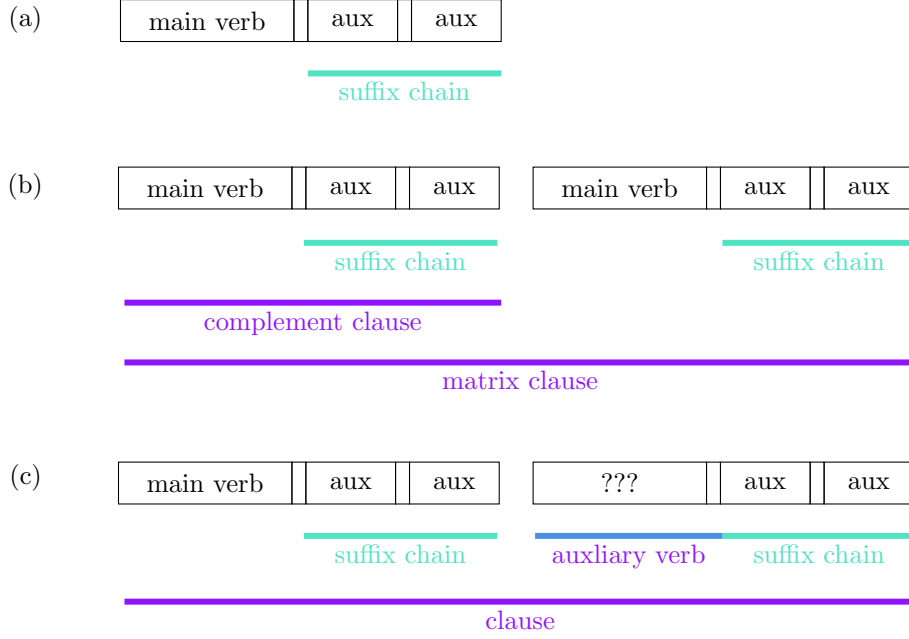 (a) main verb aux aux
suffix chain
(b) main verb aux aux main verb aux aux
suffix chain suffix chain
complement clause
matrix clause
(c) main verb aux aux ??? aux aux
suffix chain auxliary verb suffix chain
clause